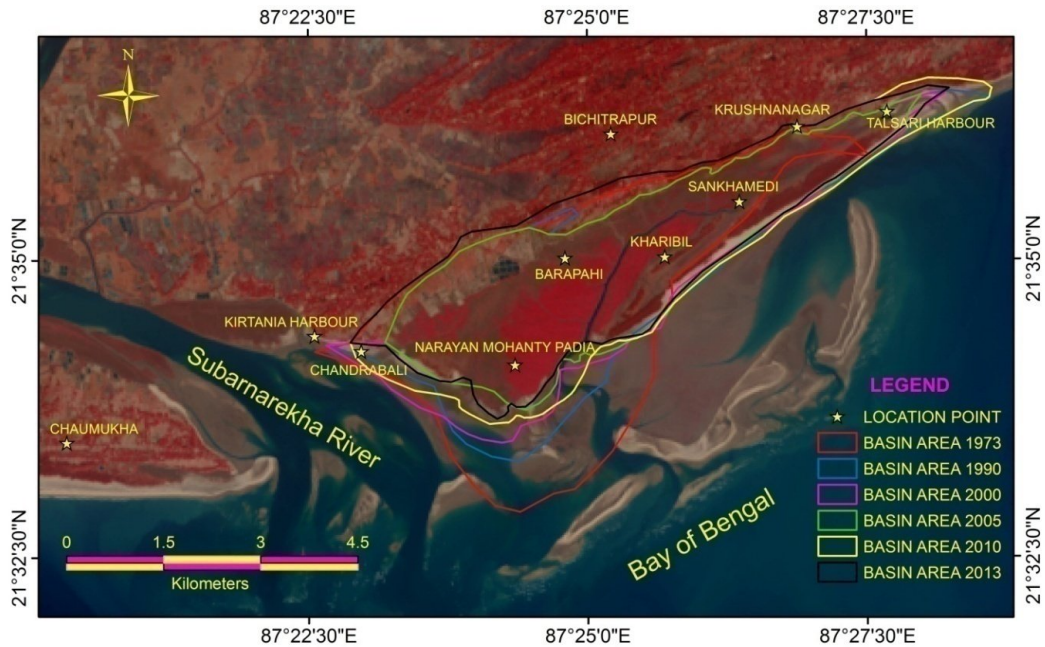 87°22'30"E
87°25'0"E
87°27'30"E
N
BICHITRAPUR
KRUSHNANAGAR
TALSARI HARBOUR
SANKHAMEDI
21°35'0"N
KHARIBIL
BARAPAHI
21°35'0"N
KIRTANIA HARBOUR
NARAYAN MOHANTY PADIA
CHANDRABALI
Subarnarekha River
CHAUMUKHA
LEGEND
LOCATION POINT
BASIN AREA 1973
BASIN AREA 1990
BASIN AREA 2000
BASIN AREA 2005
BASIN AREA 2010
BASIN AREA 2013
Bay of Bengal
0 1.5 3 4.5
Kilometers
21°32'30"N
21°32'30"N
87°22'30"E
87°25'0"E
87°27'30"E